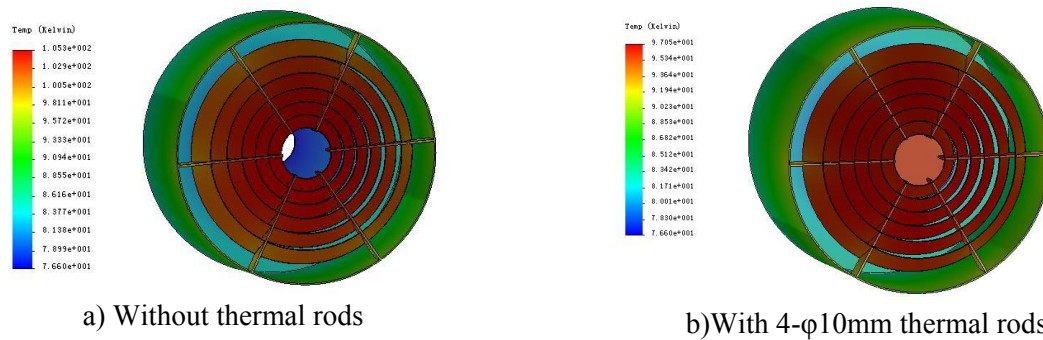 Temp (Kelvin)
1.053e+002
1.029e+002
1.005e+002
9.811e+001
9.572e+001
9.333e+001
9.094e+001
8.855e+001
8.616e+001
8.377e+001
8.138e+001
7.899e+001
7.660e+001
a) Without thermal rods
Temp (Kelvin)
9.705e+001
9.534e+001
9.364e+001
9.194e+001
9.023e+001
8.853e+001
8.682e+001
8.512e+001
8.342e+001
8.171e+001
8.001e+001
7.830e+001
7.660e+001
b)With 4-φ10mm thermal rods